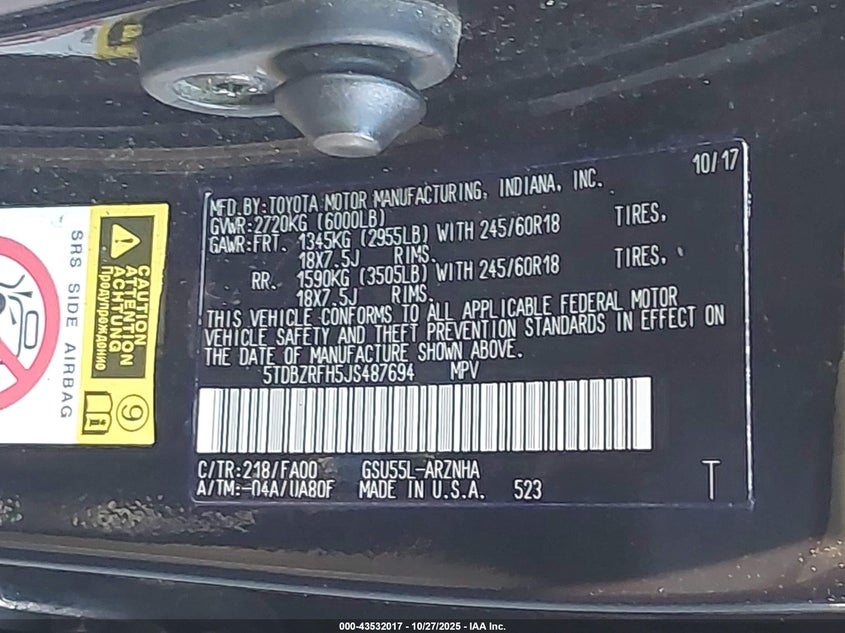 10/17
MFD.BY:TOYOTA MOTOR MANUFACTURING, INDIANA, INC.
GVWR:2720KG (6000LB)
GAWR:FRT. 1345KG (2955LB) WITH 245/60R18 TIRES,
18X7.5J RIMS.
RR. 1590KG (3505LB) WITH 245/60R18 TIRES,
18X7.5J RIMS.
THIS VEHICLE CONFORMS TO ALL APPLICABLE FEDERAL MOTOR
VEHICLE SAFETY AND THEFT PREVENTION STANDARDS IN EFFECT ON
THE DATE OF MANUFACTURE SHOWN ABOVE.
5TDBZRFH5JS487694 MPV
C/TR:218/FA00 GSU55L-ARZNHA
A/TM:-04A/UA80F MADE IN U.S.A. 523
T
SRS SIDE AIRBAG
CAUTION
ATTENTION
ACHTUNG
Предупреждению
9
000-43532017 - 10/27/2025 - IAA Inc.